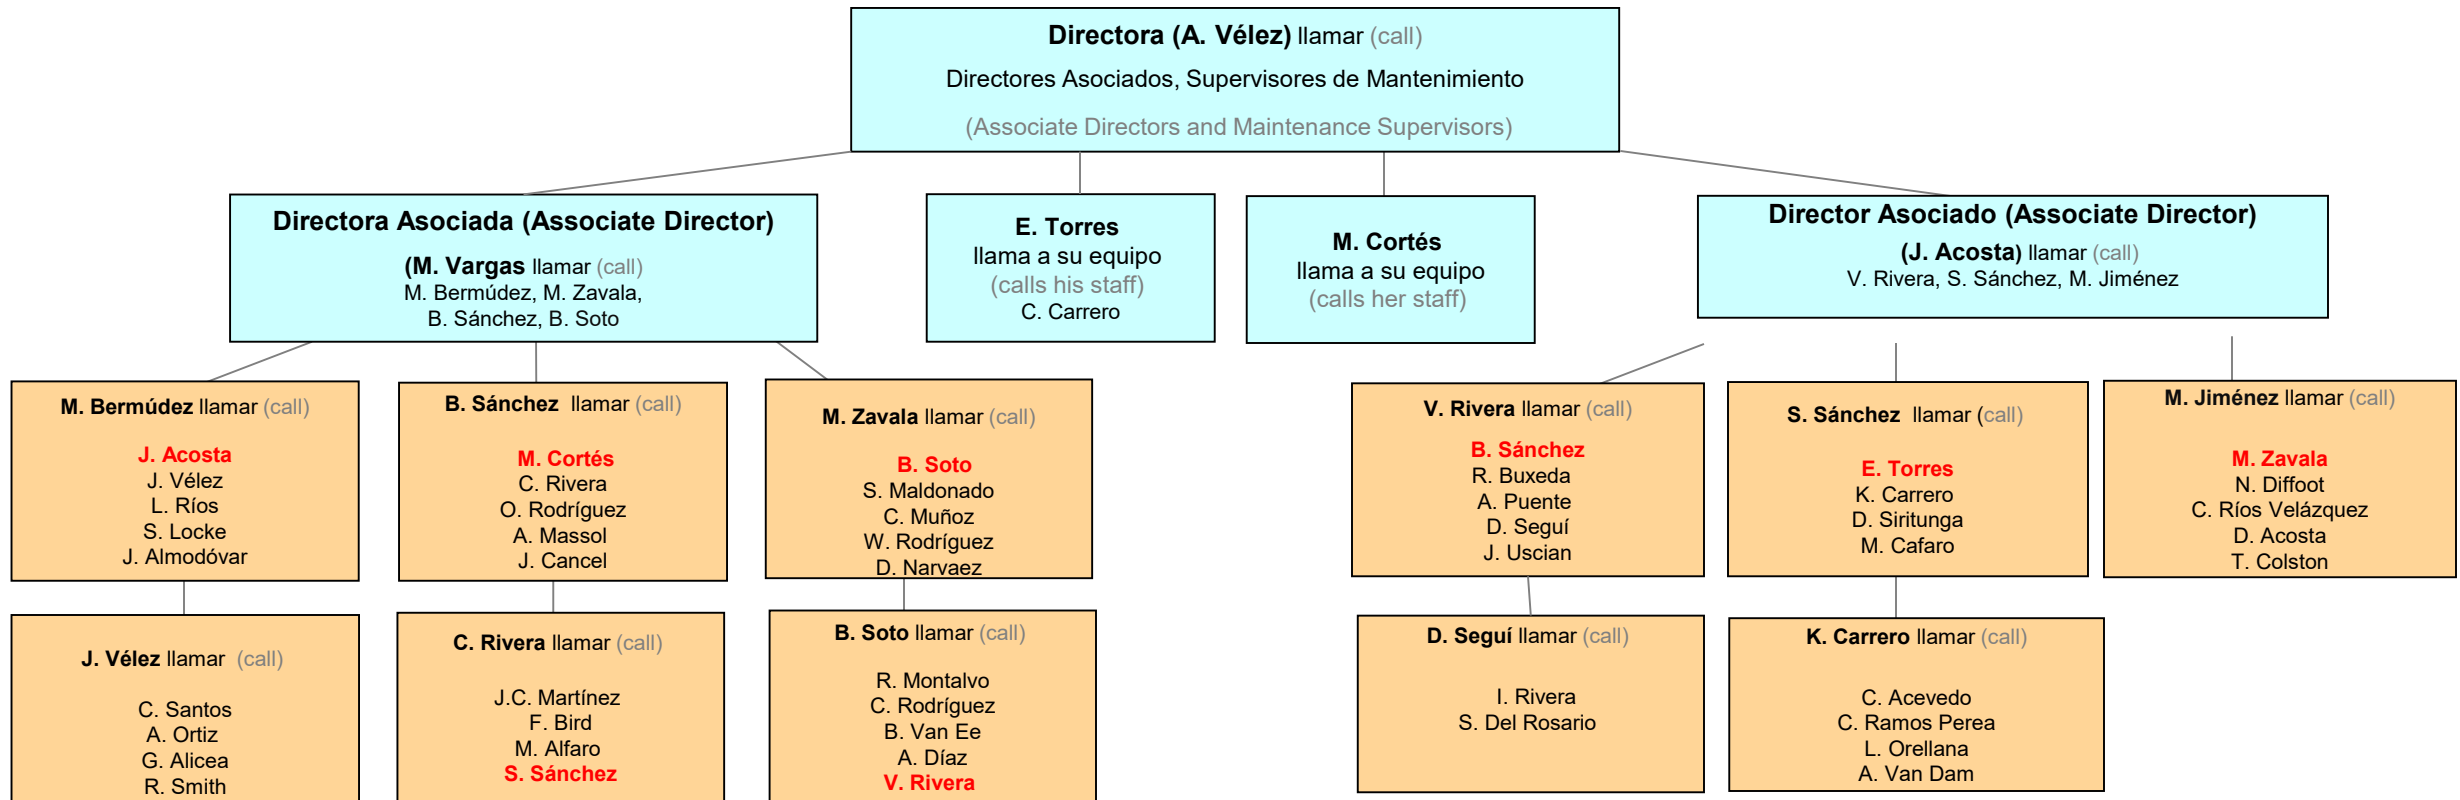 Directora (A. Vélez) llamar (call)
Directores Asociados, Supervisores de Mantenimiento
(Associate Directors and Maintenance Supervisors)
Directora Asociada (Associate Director)
(M. Vargas llamar (call)
M. Bermúdez, M. Zavala,
B. Sánchez, B. Soto
E. Torres
llama a su equipo
(calls his staff)
C. Carrero
M. Cortés
llama a su equipo
(calls her staff)
Director Asociado (Associate Director)
(J. Acosta) llamar (call)
V. Rivera, S. Sánchez, M. Jiménez
M. Bermúdez llamar (call)
J. Acosta
J. Vélez
L. Ríos
S. Locke
J. Almodóvar
B. Sánchez llamar (call)
M. Cortés
C. Rivera
O. Rodríguez
A. Massol
J. Cancel
M. Zavala llamar (call)
B. Soto
S. Maldonado
C. Muñoz
W. Rodríguez
D. Narvaez
V. Rivera llamar (call)
B. Sánchez
R. Buxeda
A. Puente
D. Seguí
J. Uscian
S. Sánchez llamar (call)
E. Torres
K. Carrero
D. Siritunga
M. Cafaro
M. Jiménez llamar (call)
M. Zavala
N. Diffoot
C. Ríos Velázquez
D. Acosta
T. Colston
J. Vélez llamar (call)
C. Santos
A. Ortiz
G. Alicea
R. Smith
C. Rivera llamar (call)
J.C. Martínez
F. Bird
M. Alfaro
S. Sánchez
B. Soto llamar (call)
R. Montalvo
C. Rodríguez
B. Van Ee
A. Díaz
V. Rivera
D. Seguí llamar (call)
I. Rivera
S. Del Rosario
K. Carrero llamar (call)
C. Acevedo
C. Ramos Perea
L. Orellana
A. Van Dam